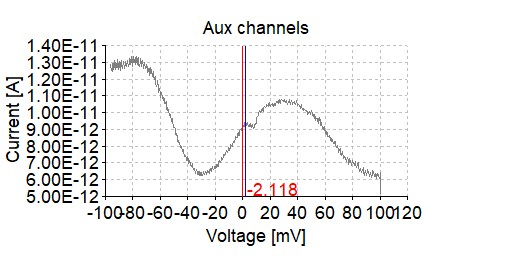 Aux channels
1.40E-11
1.30E-11
1.20E-11
1.10E-11
1.00E-11
9.00E-12
8.00E-12
7.00E-12
6.00E-12
5.00E-12
Current [A]
-2.118
-100 -80 -60 -40 -20 0 20 40 60 80 100 120
Voltage [mV]